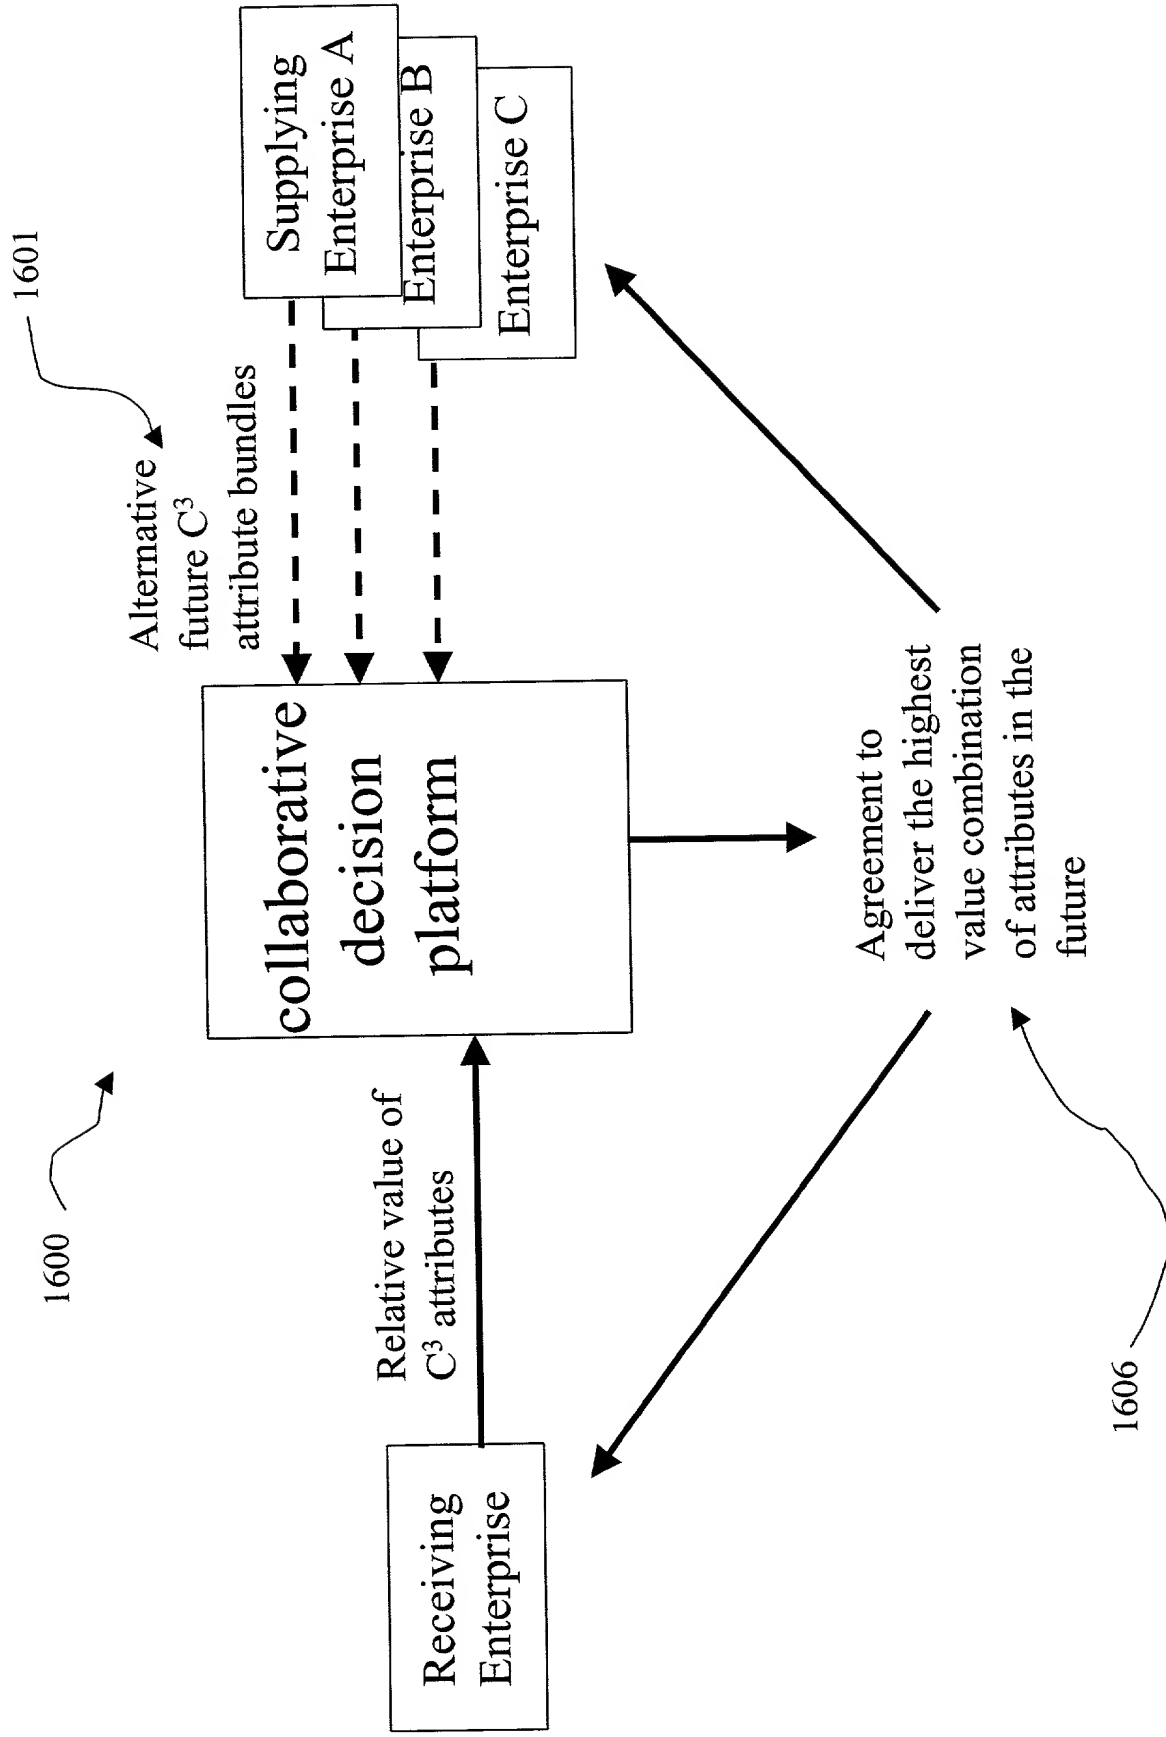 1600
1601
Alternative
future C³
attribute bundles
Supplying
Enterprise A
Enterprise B
Enterprise C
collaborative
decision
platform
Relative value of
C³ attributes
Receiving
Enterprise
Agreement to
deliver the highest
value combination
of attributes in the
future
1606